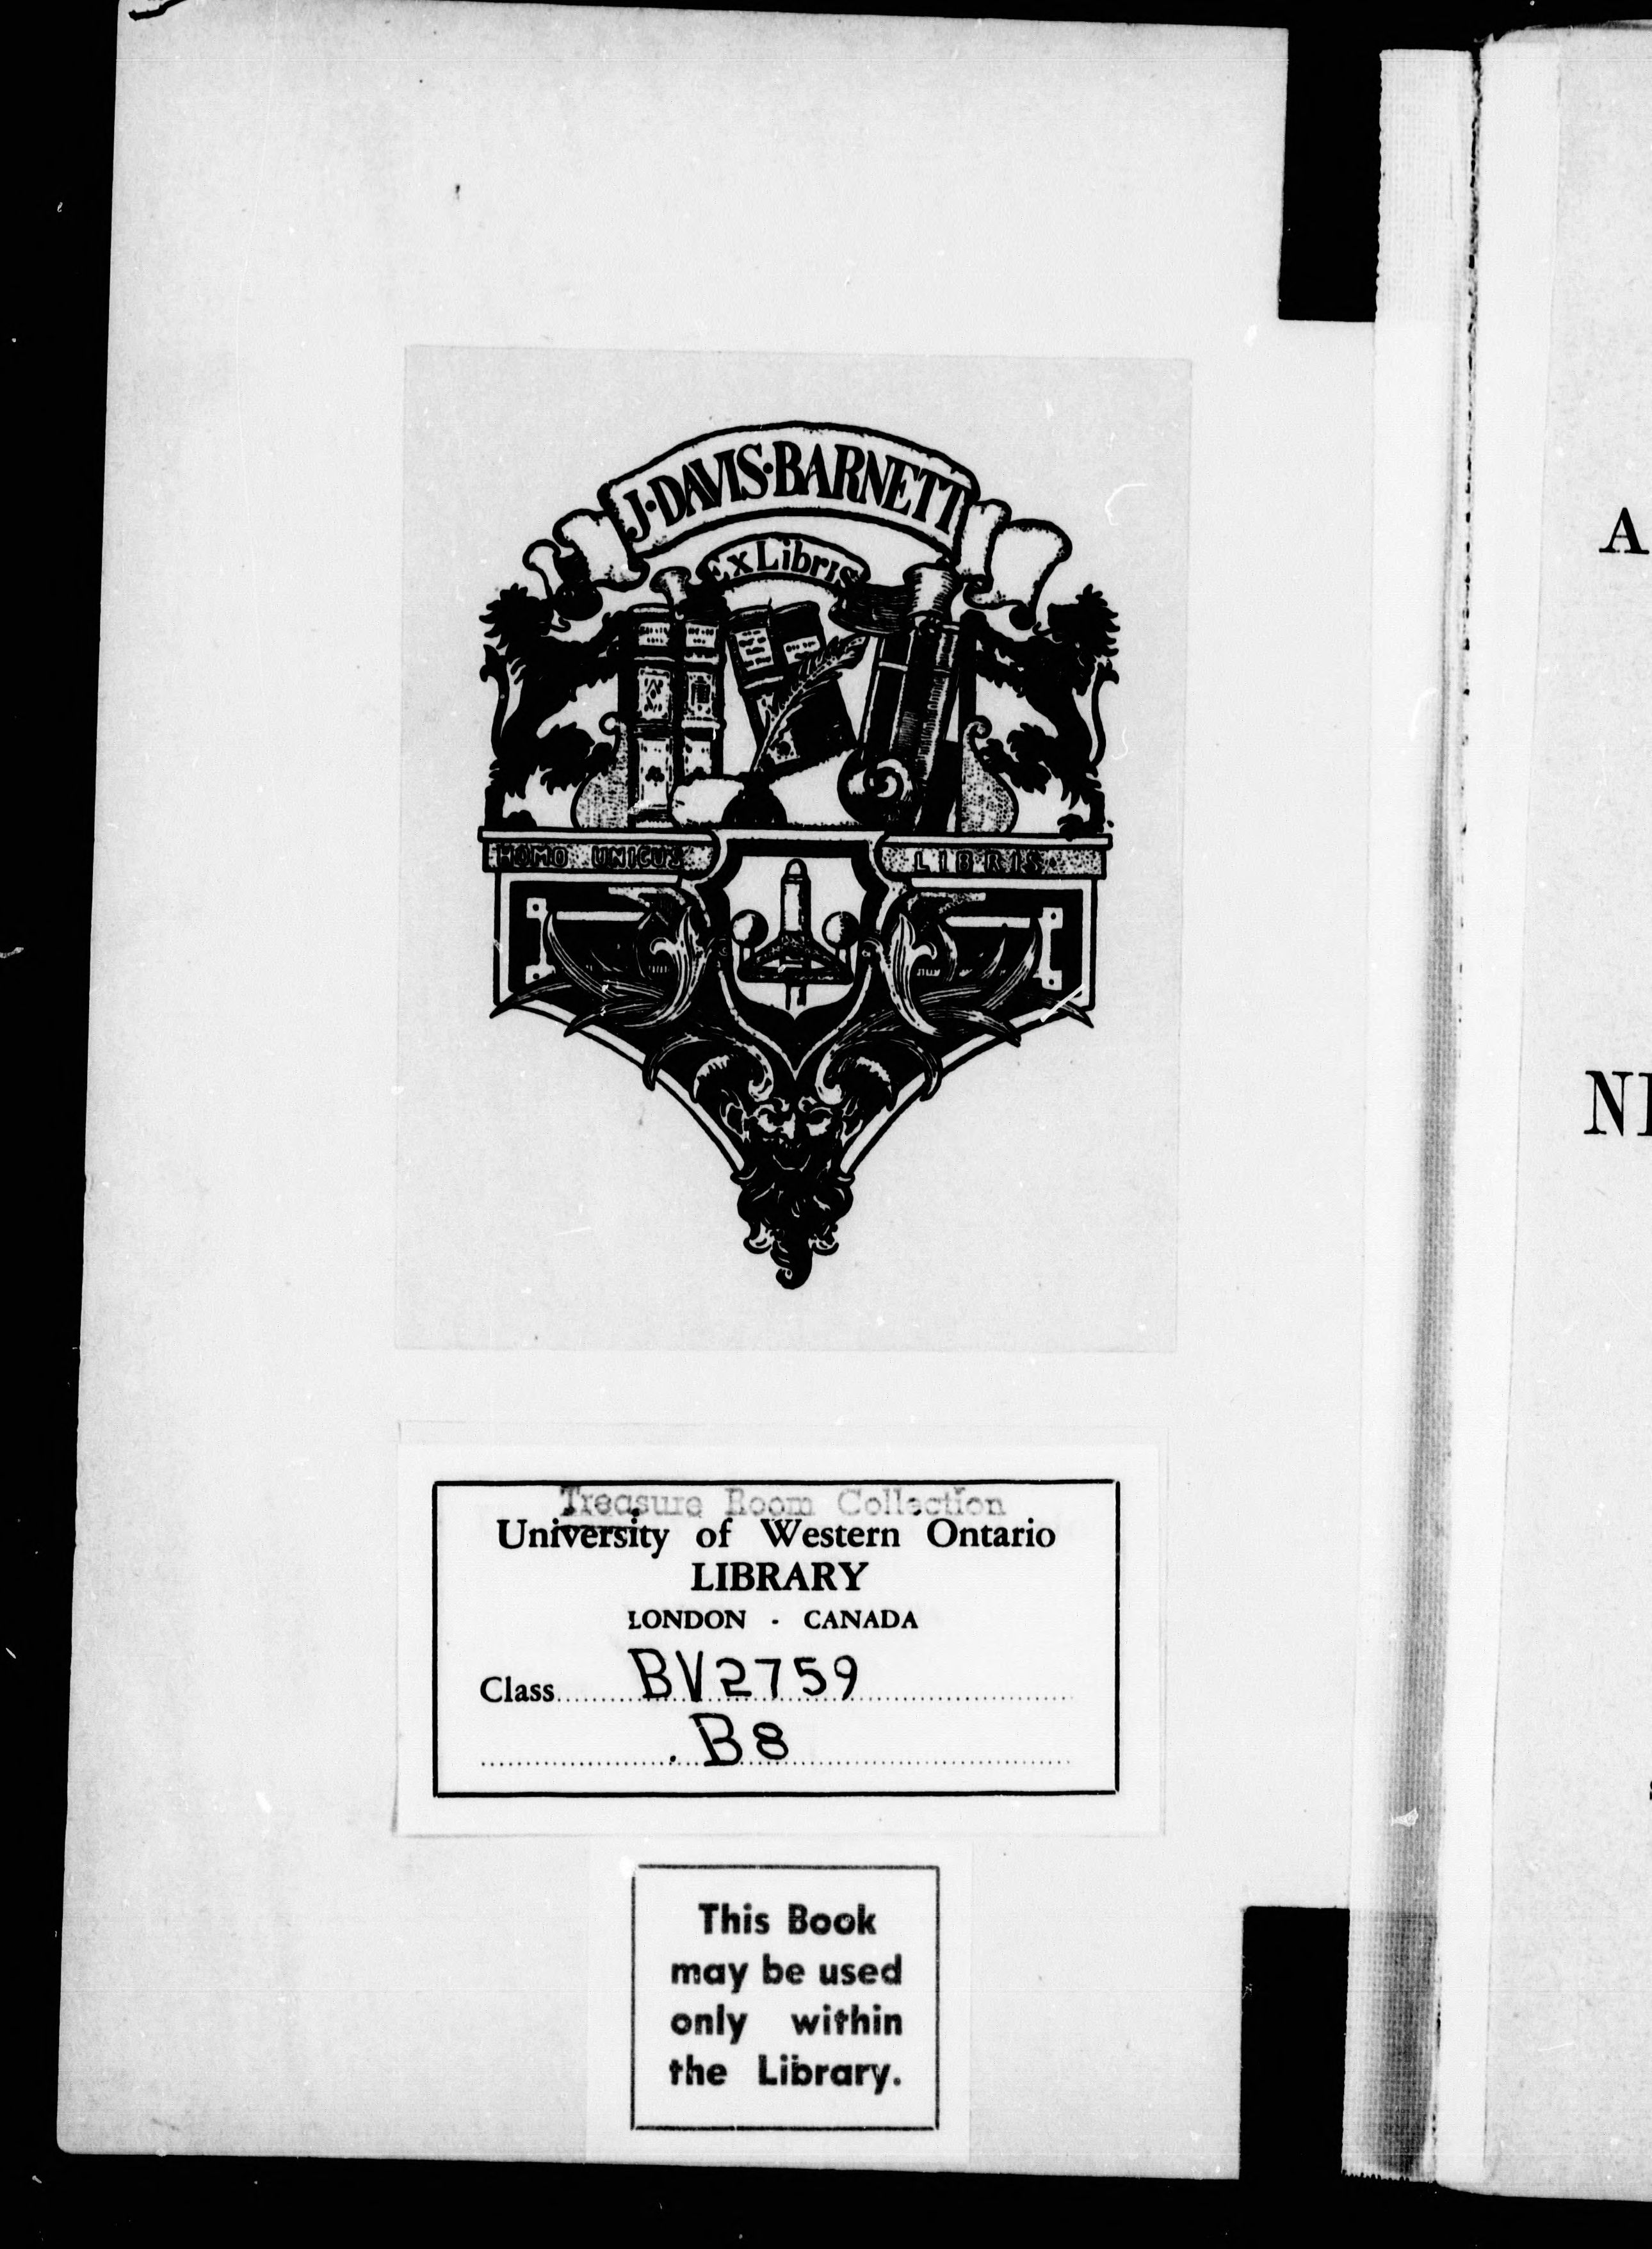 J·DAVIS·BARNETT
Ex Libris
HOMO UNICUS LIBRIS
Treasure Room Collection
University of Western Ontario
LIBRARY
LONDON - CANADA
Class BV2759
.B8
This Book
may be used
only within
the Library.
A